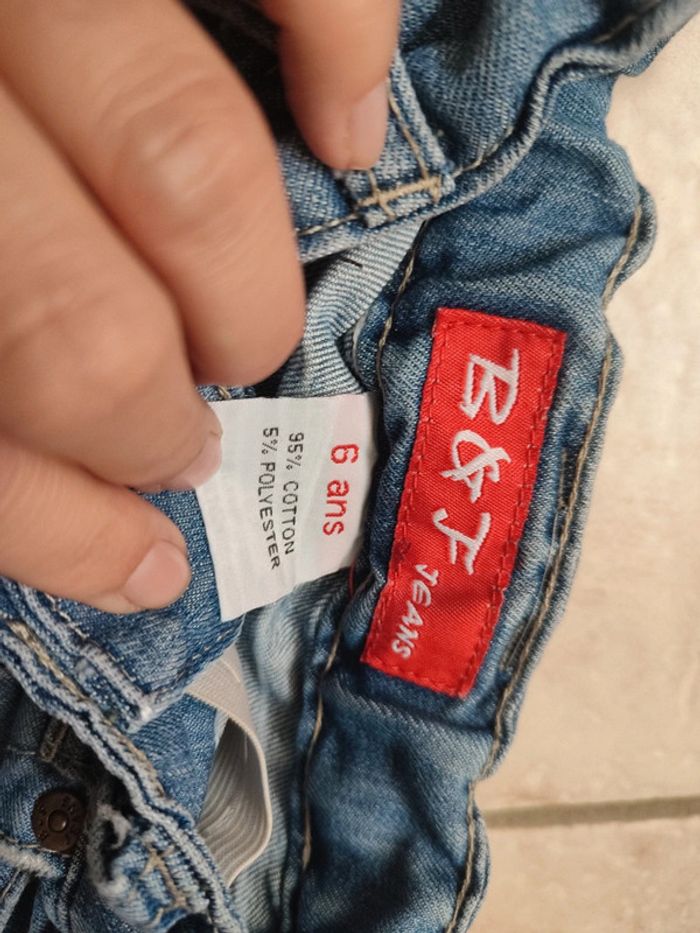 B&F
JEANS
6 ans
95% COTTON
5% POLYESTER